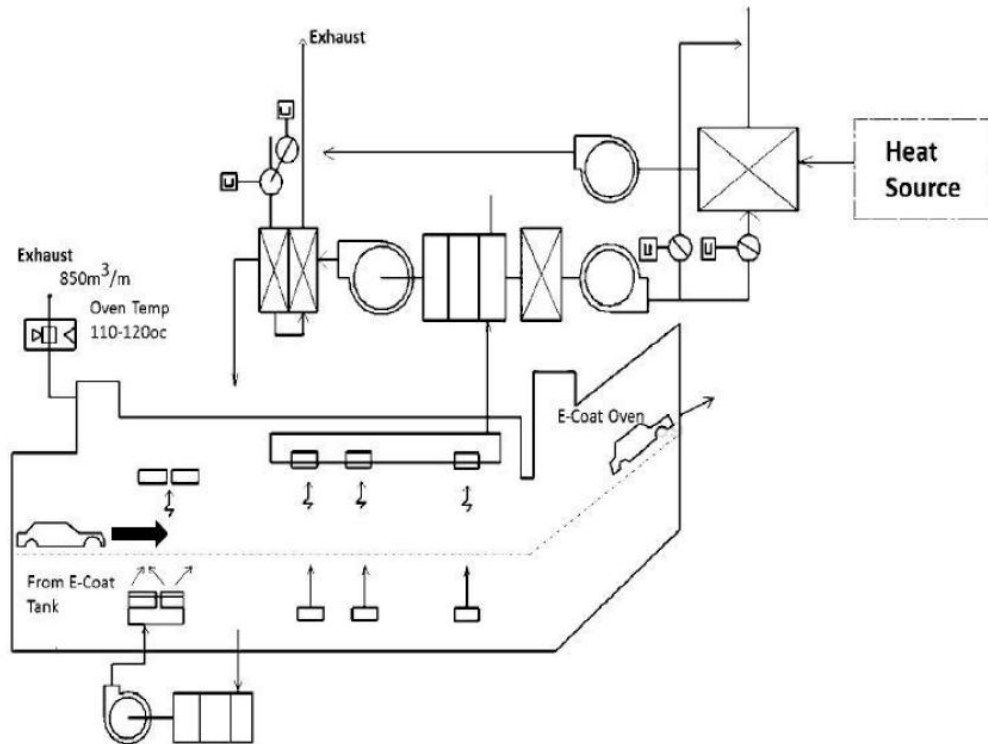 Exhaust
Heat
Source
Exhaust
850m³/m
Oven Temp
110-120oc
E-Coat Oven
From E-Coat
Tank